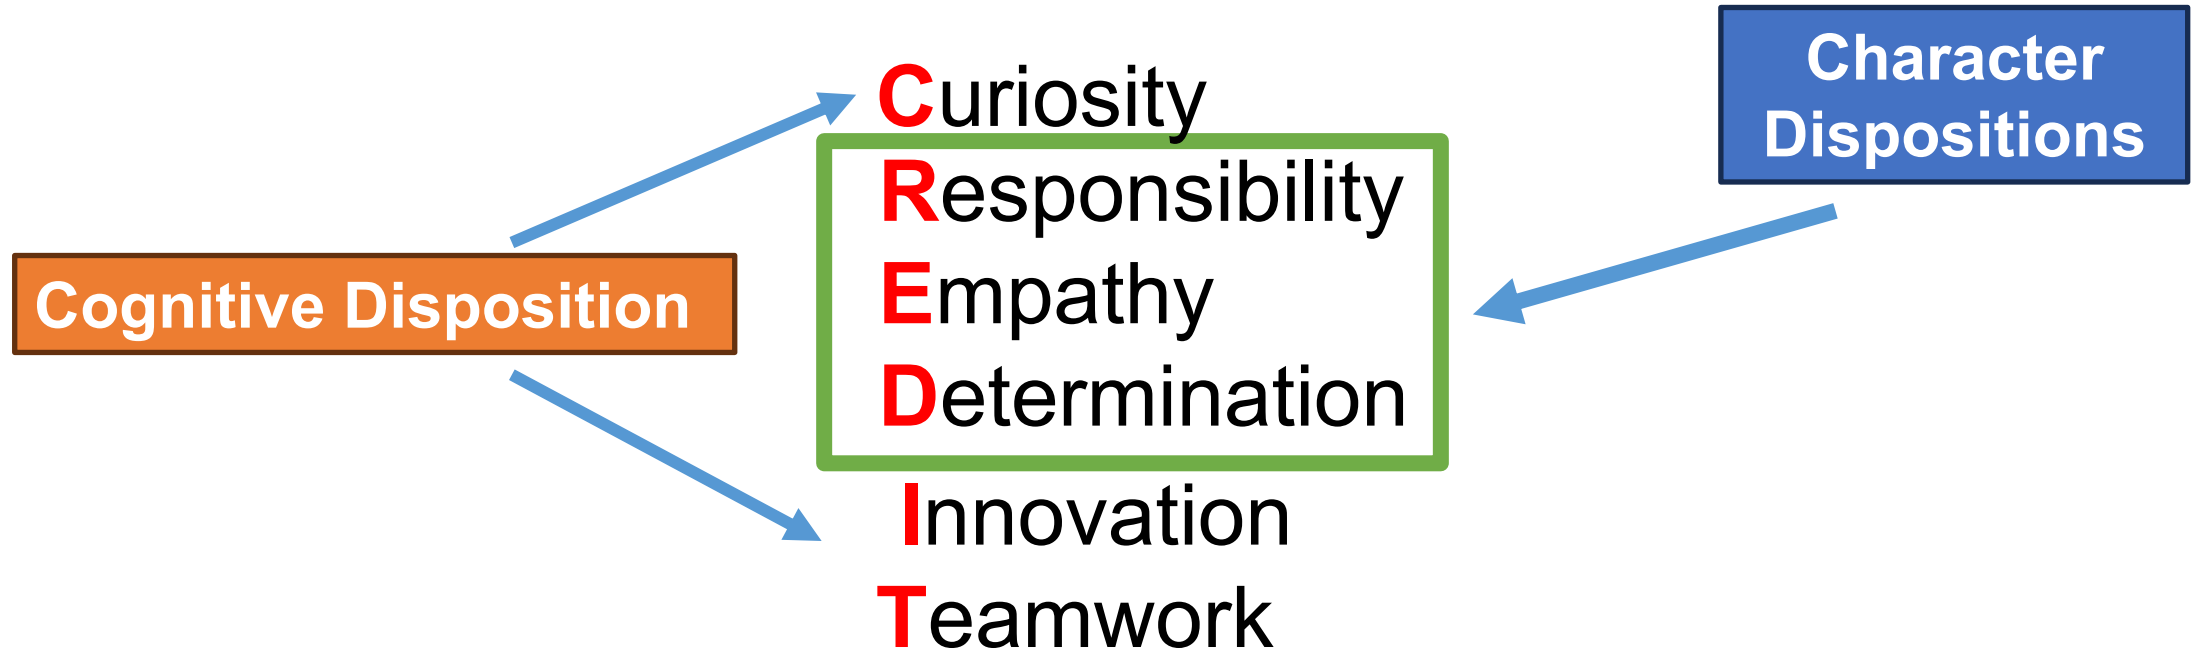 Curiosity
Responsibility
Empathy
Determination
Innovation
Teamwork
Cognitive Disposition
Character
Dispositions